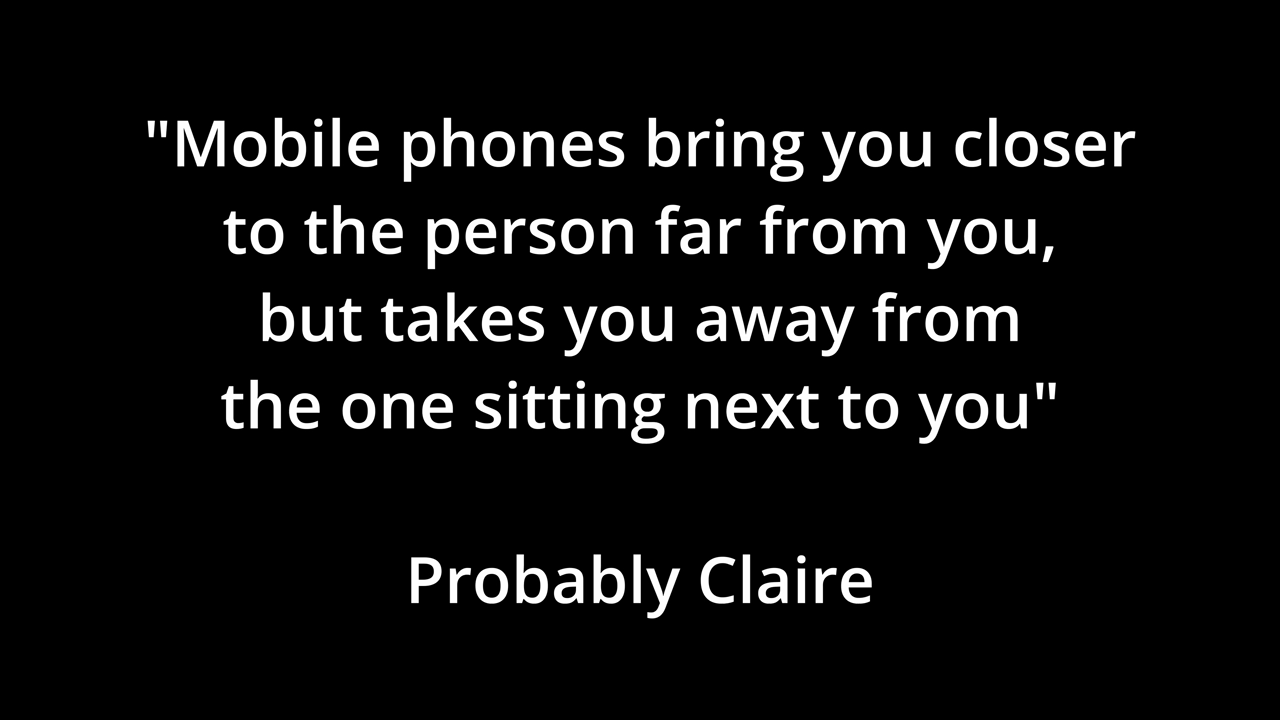 "Mobile phones bring you closer
to the person far from you,
but takes you away from
the one sitting next to you"
Probably Claire